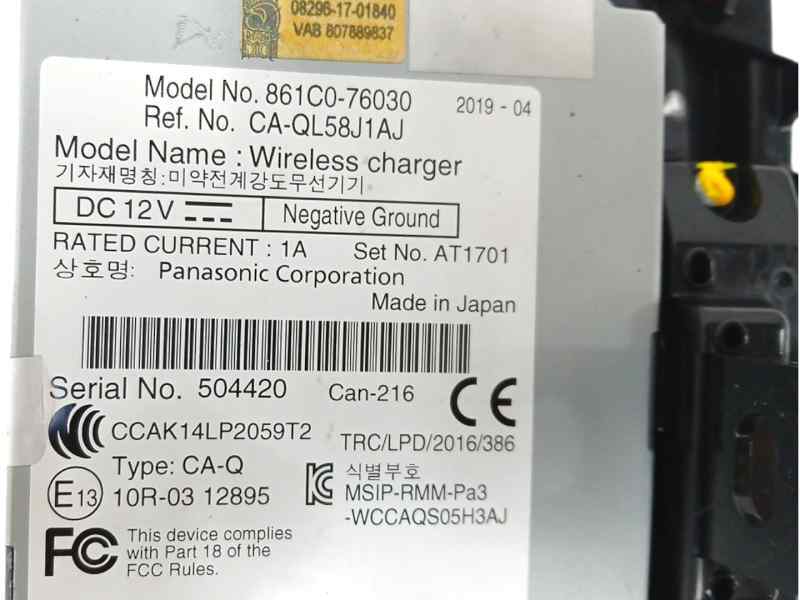 08296-17-01840
VAB 807889837
Model No. 861C0-76030
2019 - 04
Ref. No. CA-QL58J1AJ
Model Name : Wireless charger
기자재명칭:미약전계강도무선기기
DC 12V
Negative Ground
RATED CURRENT : 1A
Set No. AT1701
상호명: Panasonic Corporation
Made in Japan
Serial No. 504420
Can-216
CE
CCAK14LP2059T2
TRC/LPD/2016/386
Type: CA-Q
식별부호
E13
10R-03 12895
MSIP-RMM-Pa3
-WCCAQS05H3AJ
FC
This device complies
with Part 18 of the
FCC Rules.